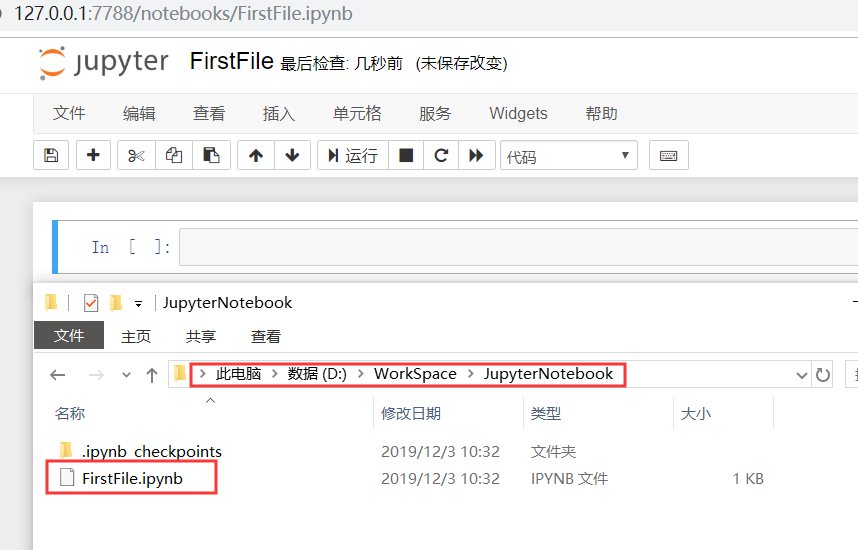 127.0.0.1:7788/notebooks/FirstFile.ipynb
jupyter FirstFile 最后检查: 几秒前 (未保存改变)
文件 编辑 查看 插入 单元格 服务 Widgets 帮助
运行 代码
In [ ]:
JupyterNotebook
文件 主页 共享 查看
此电脑 数据 (D:) WorkSpace JupyterNotebook
名称 修改日期 类型 大小
.ipynb_checkpoints 2019/12/3 10:32 文件夹
FirstFile.ipynb 2019/12/3 10:32 IPYNB 文件 1 KB